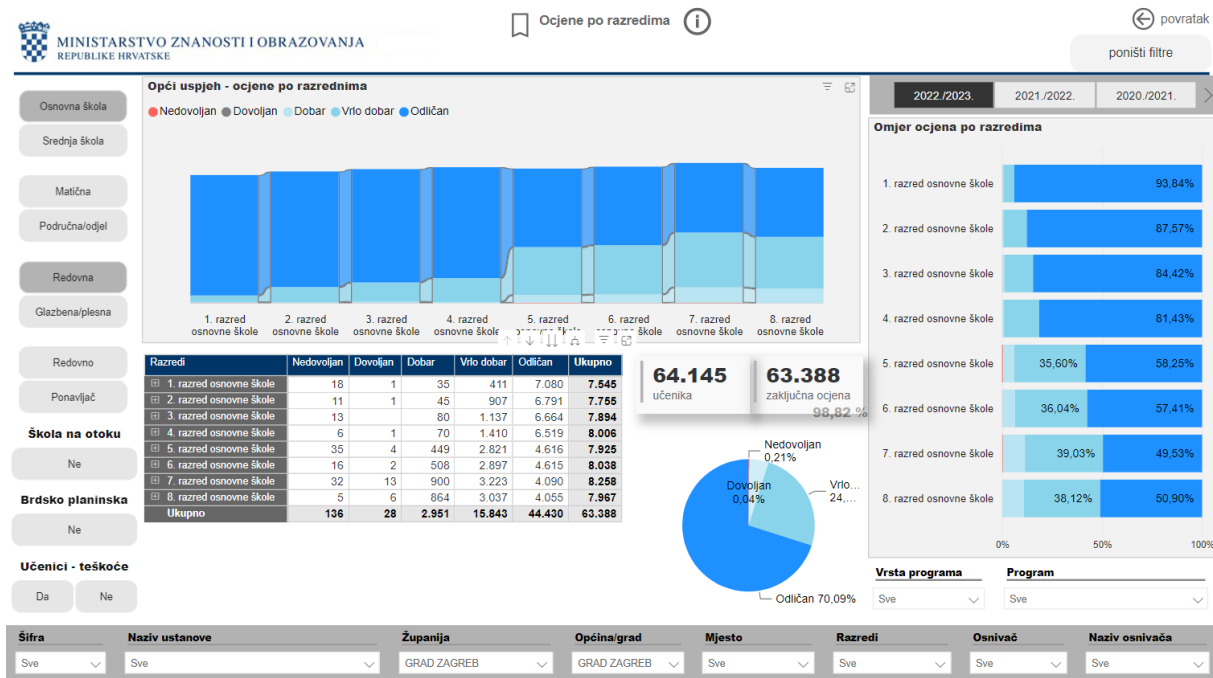 Ocjene po razredima
povratak
MINISTARSTVO ZNANOSTI I OBRAZOVANJA
REPUBLIKE HRVATSKE
poništi filtre
Osnovna škola
Srednja škola
Matična
Područna/odjel
Redovna
Glazbena/plesna
Redovno
Ponavljač
Škola na otoku
Ne
Brdsko planinska
Ne
Učenici - teškoće
Da Ne
Opći uspjeh - ocjene po razrednima
Nedovoljan Dovoljan Dobar Vrlo dobar Odličan
1. razred osnovne škole
2. razred osnovne škole
3. razred osnovne škole
4. razred osnovne škole
5. razred
6. razred
7. razred osnovne škole
8. razred osnovne škole
Razredi Nedovoljan Dovoljan Dobar Vrlo dobar Odličan Ukupno
1. razred osnovne škole 18 1 35 411 7.080 7.545
2. razred osnovne škole 11 1 45 907 6.791 7.755
3. razred osnovne škole 13 80 1.137 6.664 7.894
4. razred osnovne škole 6 1 70 1.410 6.519 8.006
5. razred osnovne škole 35 4 449 2.821 4.616 7.925
6. razred osnovne škole 16 2 508 2.897 4.615 8.038
7. razred osnovne škole 32 13 900 3.223 4.090 8.258
8. razred osnovne škole 5 6 864 3.037 4.055 7.967
Ukupno 136 28 2.951 15.843 44.430 63.388
64.145
učenika
63.388
zaključna ocjena
98,82 %
Nedovoljan
0,21%
Dovoljan
0,04%
Vrlo...
24,...
Odličan 70,09%
2022./2023. 2021./2022. 2020./2021.
Omjer ocjena po razredima
1. razred osnovne škole 93,84%
2. razred osnovne škole 87,57%
3. razred osnovne škole 84,42%
4. razred osnovne škole 81,43%
5. razred osnovne škole 35,60% 58,25%
6. razred osnovne škole 36,04% 57,41%
7. razred osnovne škole 39,03% 49,53%
8. razred osnovne škole 38,12% 50,90%
0% 50% 100%
Vrsta programa Program
Sve Sve
Šifra Naziv ustanove Županija Općina/grad Mjesto Razredi Osnivač Naziv osnivača
Sve Sve GRAD ZAGREB GRAD ZAGREB Sve Sve Sve Sve